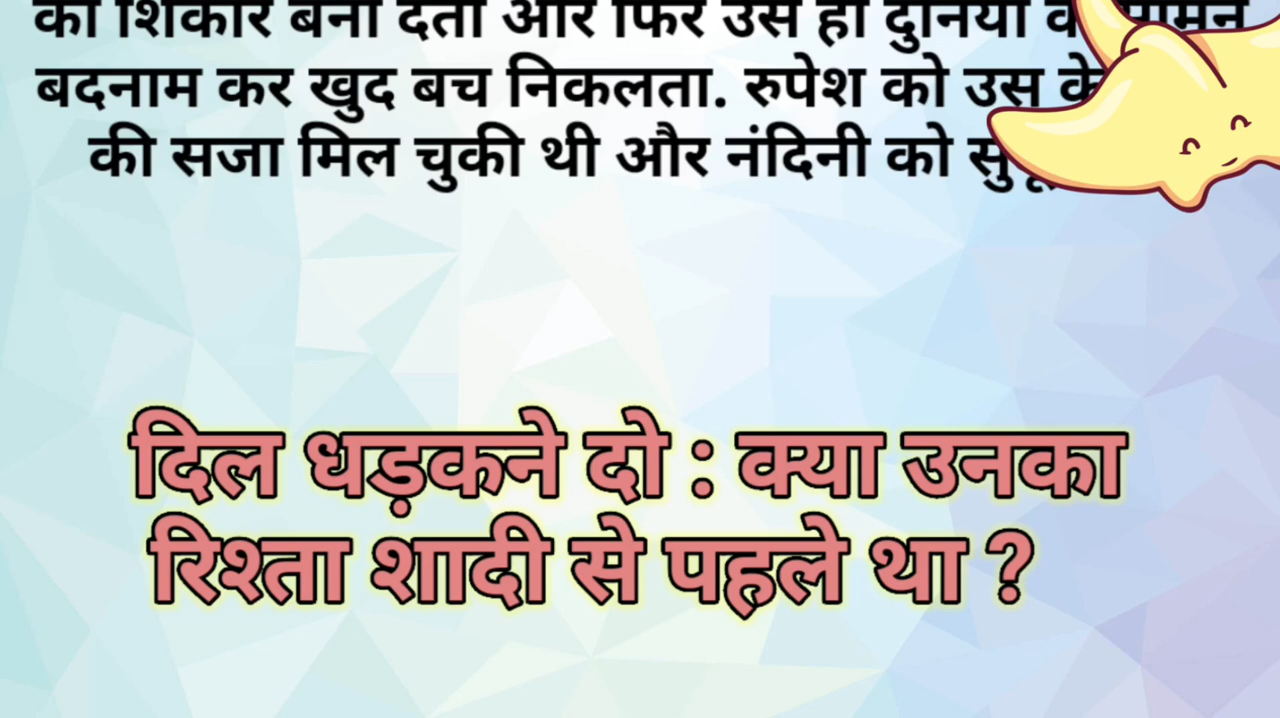 का शिकार बना देता और फिर उसे ही दुनिया
बदनाम कर खुद बच निकलता. रुपेश को उस के
की सजा मिल चुकी थी और नंदिनी को
दिल धड़कने दो : क्या उनका
रिश्ता शादी से पहले था ?